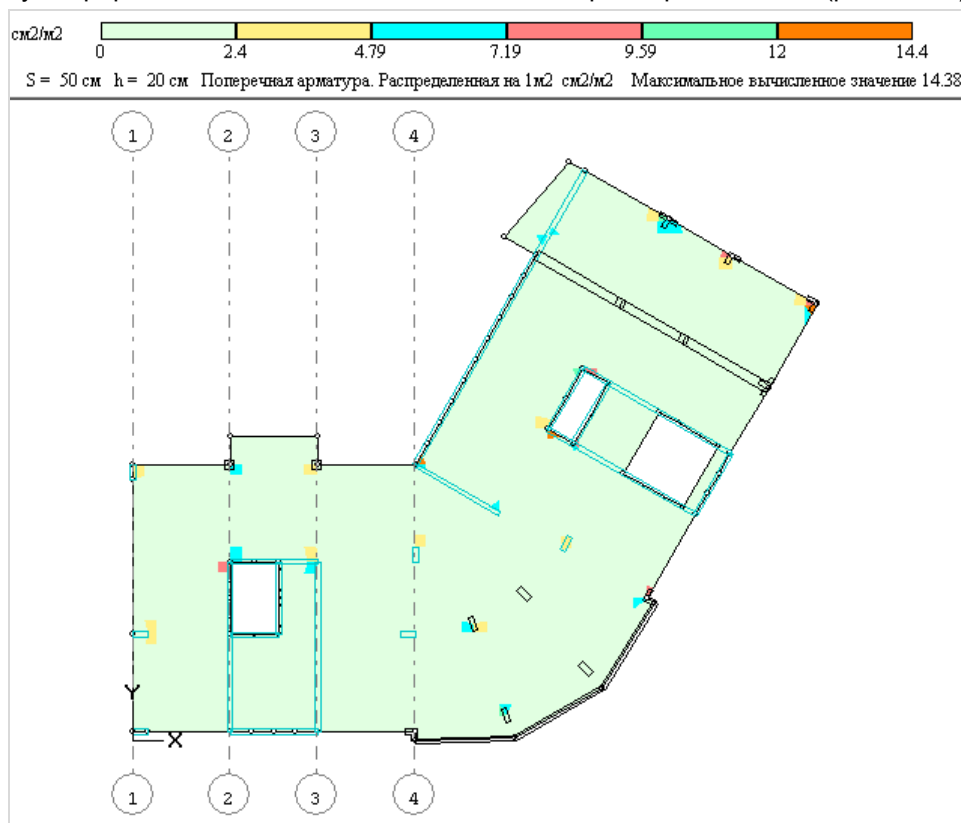 см2/м2
0 2.4 4.79 7.19 9.59 12 14.4
S = 50 см h = 20 см Поперечная арматура. Распределенная на 1м2 см2/м2 Максимальное вычисленное значение 14.38
1 2 3 4
Y
X
1 2 3 4